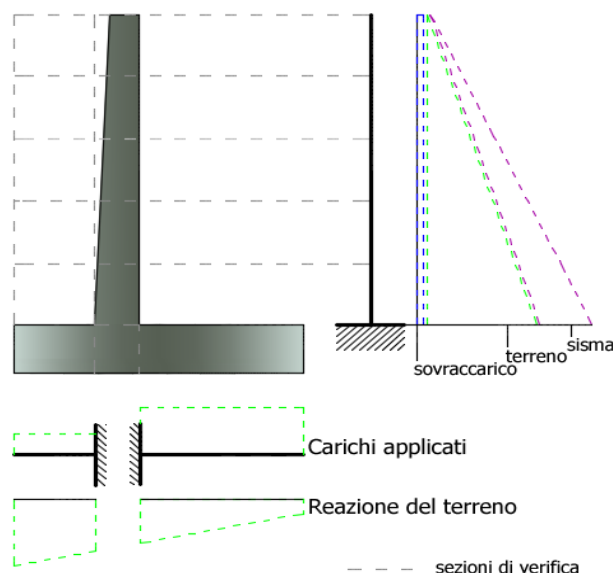 sovraccarico
terreno
sisma
Carichi applicati
Reazione del terreno
sezioni di verifica